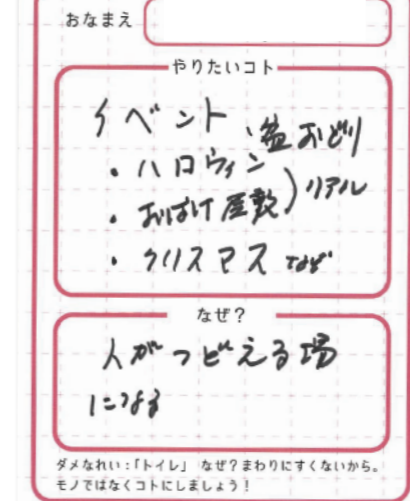 おなまえ
やりたいコト
イベント ・盆おどり
・ハロウィン
・おばけ屋敷 ) リアル
・クリスマス など
なぜ?
人がつどえる場
になる
ダメなれい:「トイレ」 なぜ?まわりにすくないから。
モノではなくコトにしましょう!